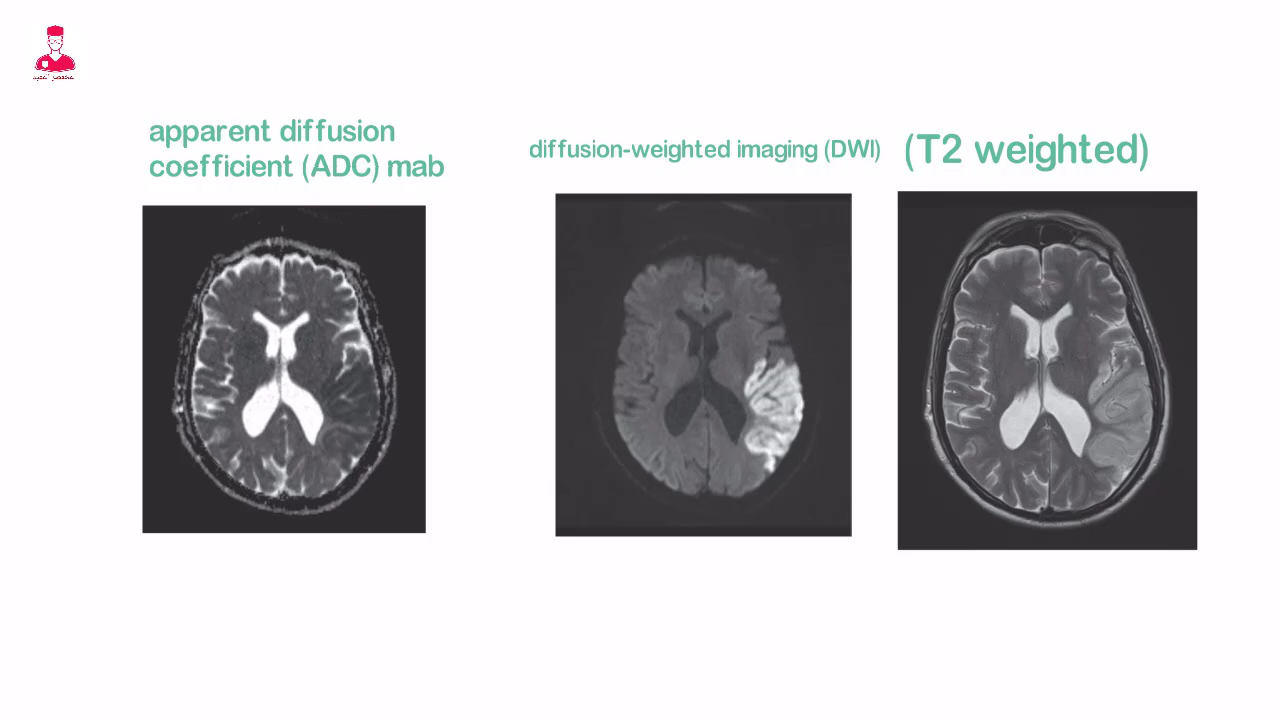 apparent diffusion
coefficient (ADC) mab
diffusion-weighted imaging (DWI)
(T2 weighted)